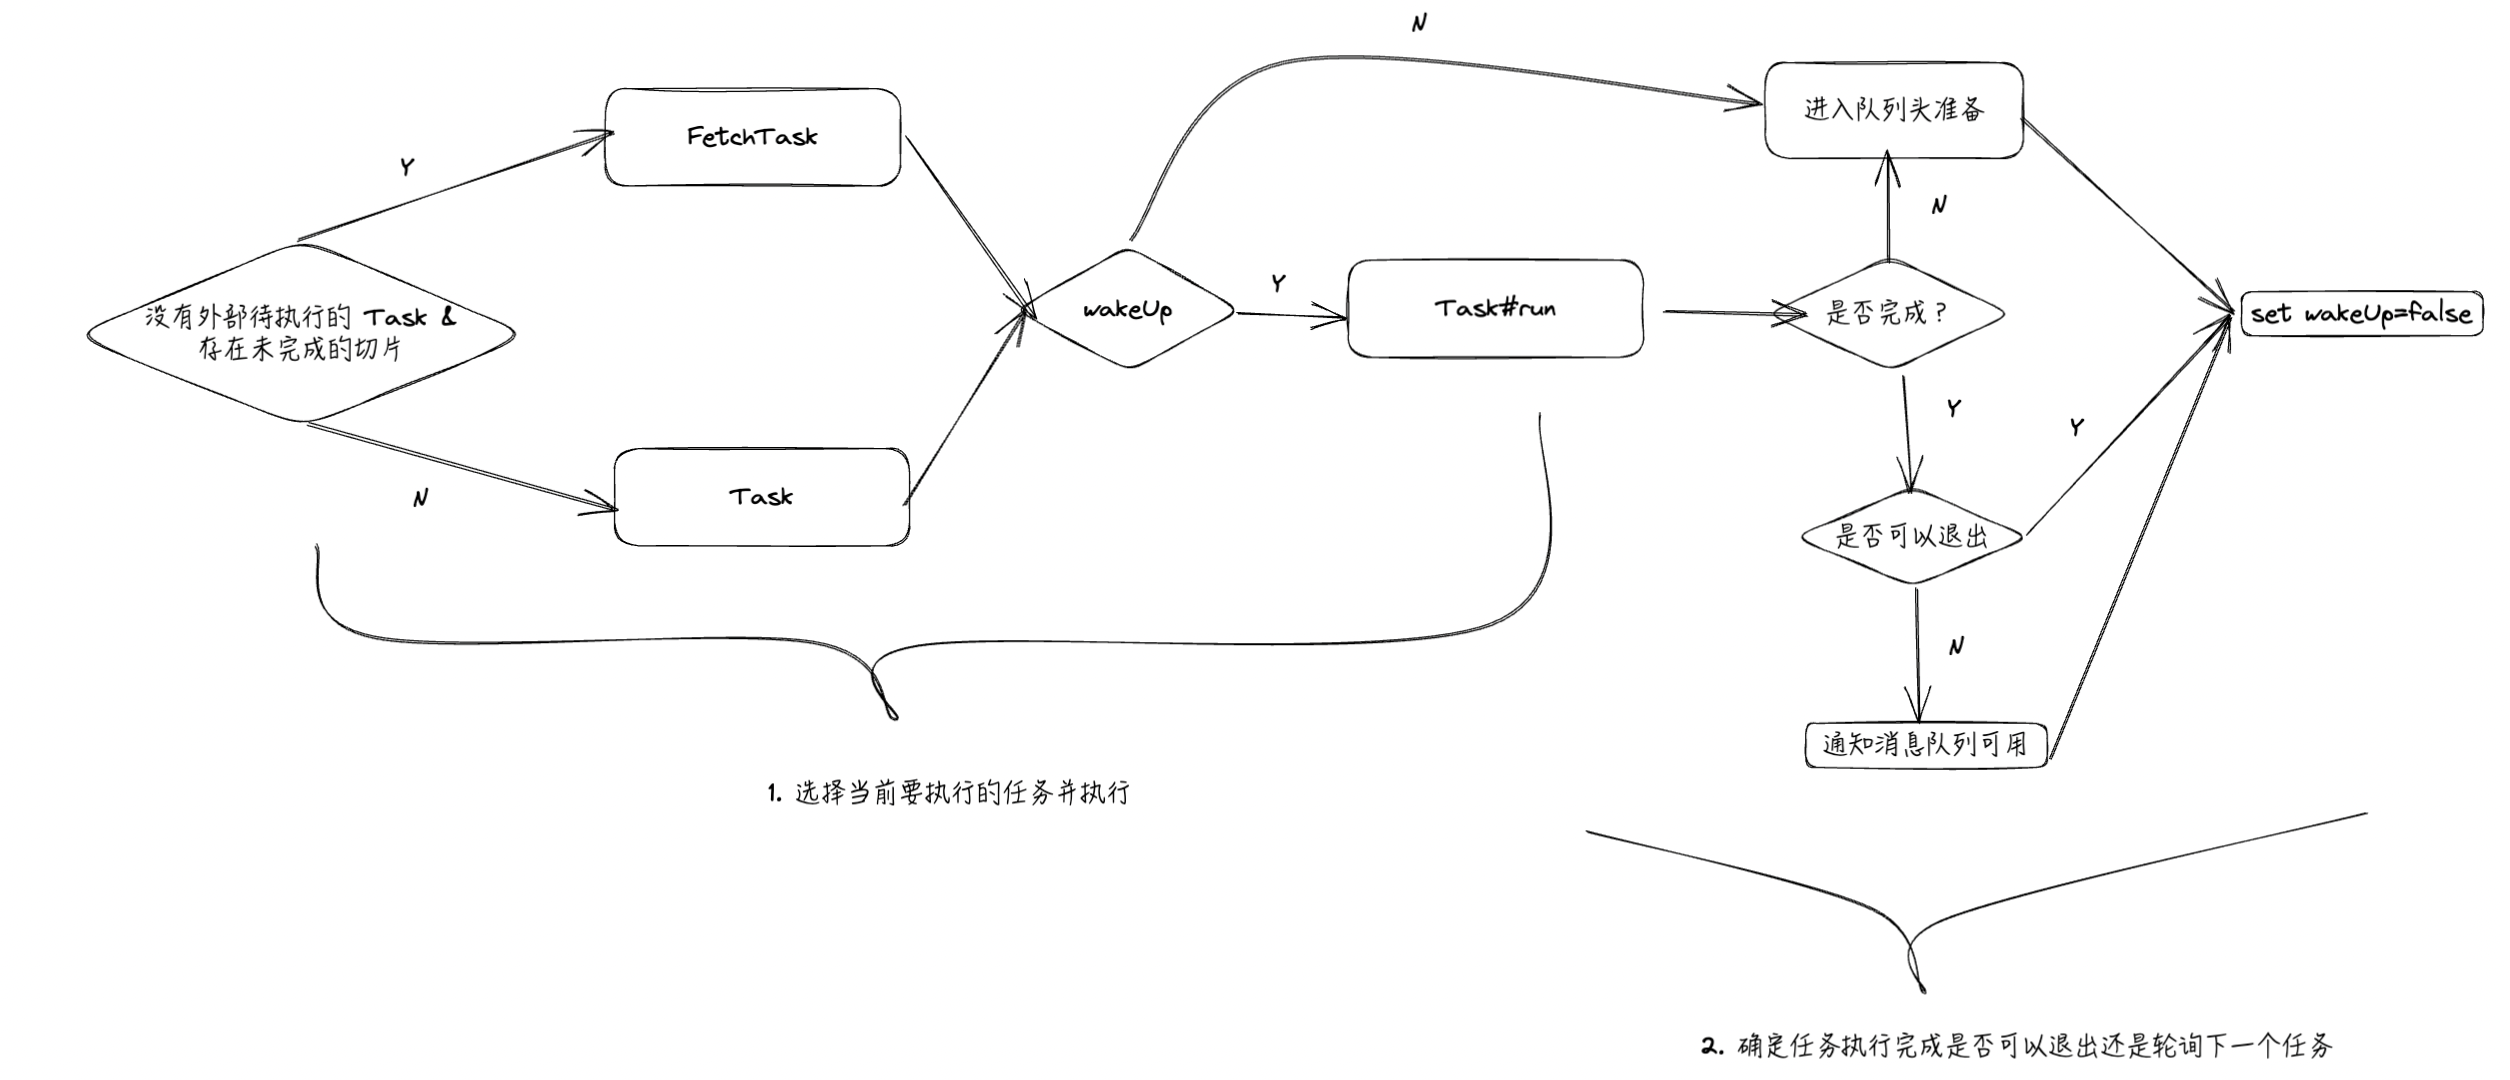 没有外部待执行的 Task &
存在未完成的切片
Y
FetchTask
N
Task
wakeUp
N
Y
Task#run
进入队列头准备
N
是否完成？
Y
是否可以退出
Y
N
通知消息队列可用
set wakeUp=false
1. 选择当前要执行的任务并执行
2. 确定任务执行完成是否可以退出还是轮询下一个任务